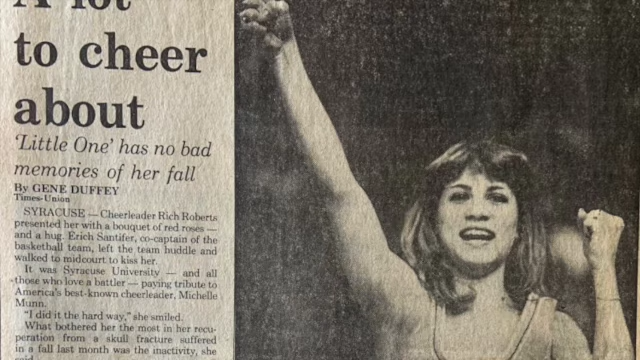 A lot
to cheer
about
'Little One' has no bad
memories of her fall
By GENE DUFFEY
Times-Union
SYRACUSE — Cheerleader Rich Roberts
presented her with a bouquet of red roses —
and a hug. Erich Santifer, co-captain of the
basketball team, left the team huddle and
walked to midcourt to kiss her.
It was Syracuse University — and all
those who love a battler — paying tribute to
America's best-known cheerleader, Michelle
Munn.
"I did it the hard way," she smiled.
What bothered her the most in her recu-
peration from a skull fracture suffered
in a fall last month was the inactivity, she
said.